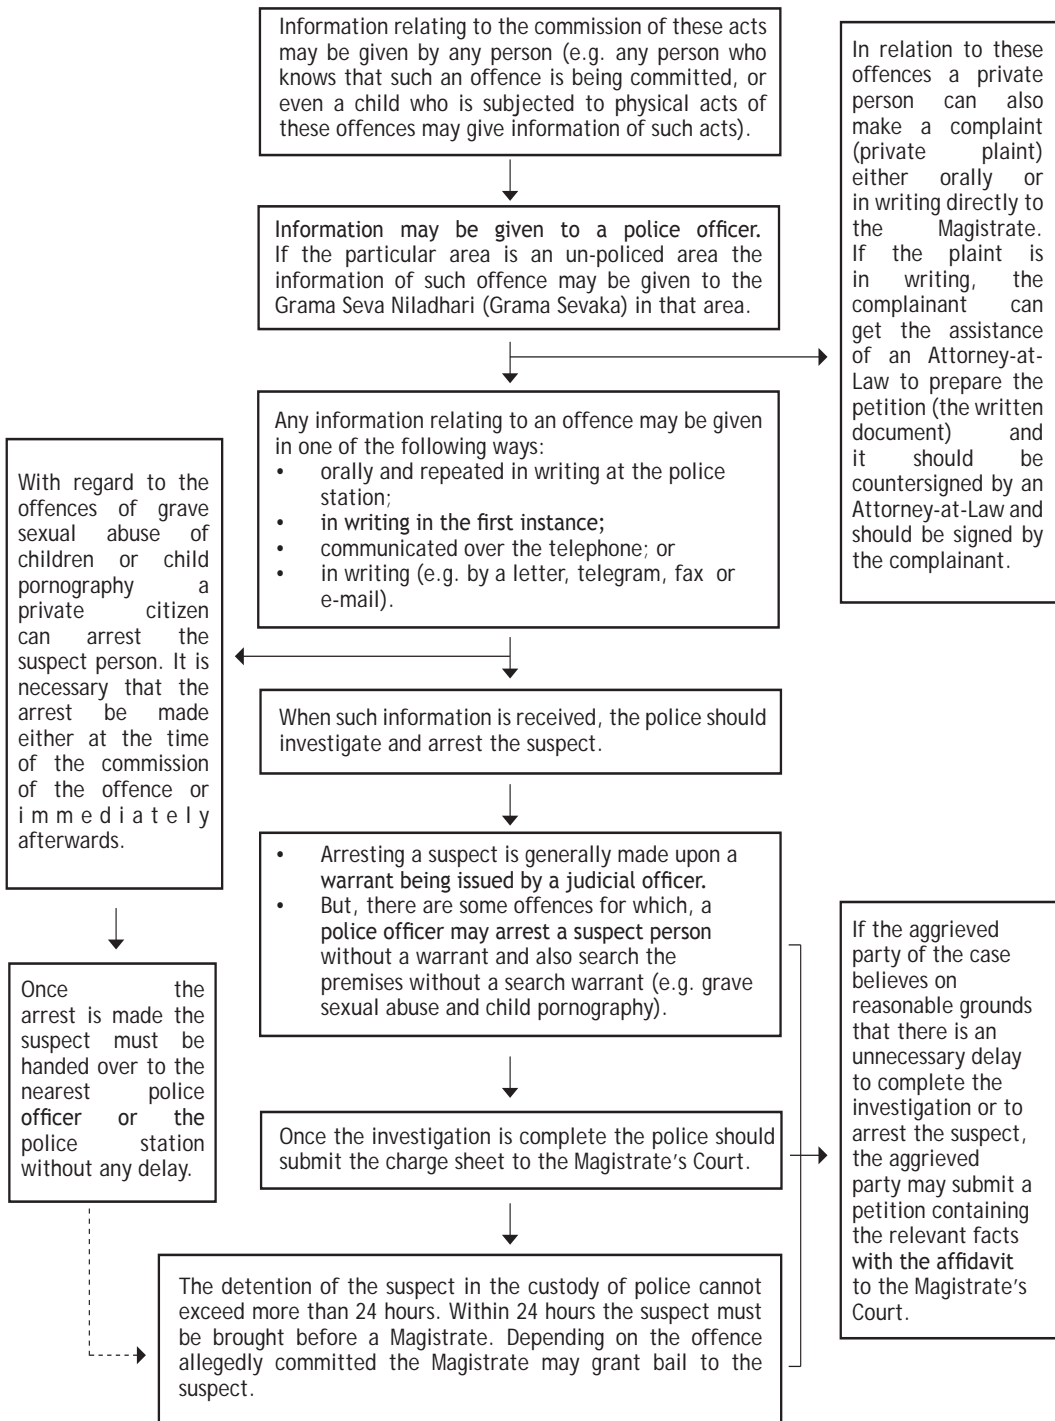 Information relating to the commission of these acts
may be given by any person (e.g. any person who
knows that such an offence is being committed, or
even a child who is subjected to physical acts of
these offences may give information of such acts).
In relation to these
offences a private
person can also
make a complaint
(private plaint)
either orally or
in writing directly to
the Magistrate.
If the plaint is
in writing, the
complainant can
get the assistance
of an Attorney-at-
Law to prepare the
petition (the written
document) and
it should be
countersigned by an
Attorney-at-Law and
should be signed by
the complainant.
Information may be given to a police officer.
If the particular area is an un-policed area the
information of such offence may be given to the
Grama Seva Niladhari (Grama Sevaka) in that area.
Any information relating to an offence may be given
in one of the following ways:
• orally and repeated in writing at the police
station;
• in writing in the first instance;
• communicated over the telephone; or
• in writing (e.g. by a letter, telegram, fax or
e-mail).
With regard to the
offences of grave
sexual abuse of
children or child
pornography a
private citizen
can arrest the
suspect person. It is
necessary that the
arrest be made
either at the time
of the commission
of the offence or
immediately
afterwards.
When such information is received, the police should
investigate and arrest the suspect.
• Arresting a suspect is generally made upon a
warrant being issued by a judicial officer.
• But, there are some offences for which, a
police officer may arrest a suspect person
without a warrant and also search the
premises without a search warrant (e.g. grave
sexual abuse and child pornography).
If the aggrieved
party of the case
believes on
reasonable grounds
that there is an
unnecessary delay
to complete the
investigation or to
arrest the suspect,
the aggrieved
party may submit a
petition containing
the relevant facts
with the affidavit
to the Magistrate's
Court.
Once the
arrest is made the
suspect must be
handed over to the
nearest police
officer or the
police station
without any delay.
Once the investigation is complete the police should
submit the charge sheet to the Magistrate's Court.
The detention of the suspect in the custody of police cannot
exceed more than 24 hours. Within 24 hours the suspect must
be brought before a Magistrate. Depending on the offence
allegedly committed the Magistrate may grant bail to the
suspect.